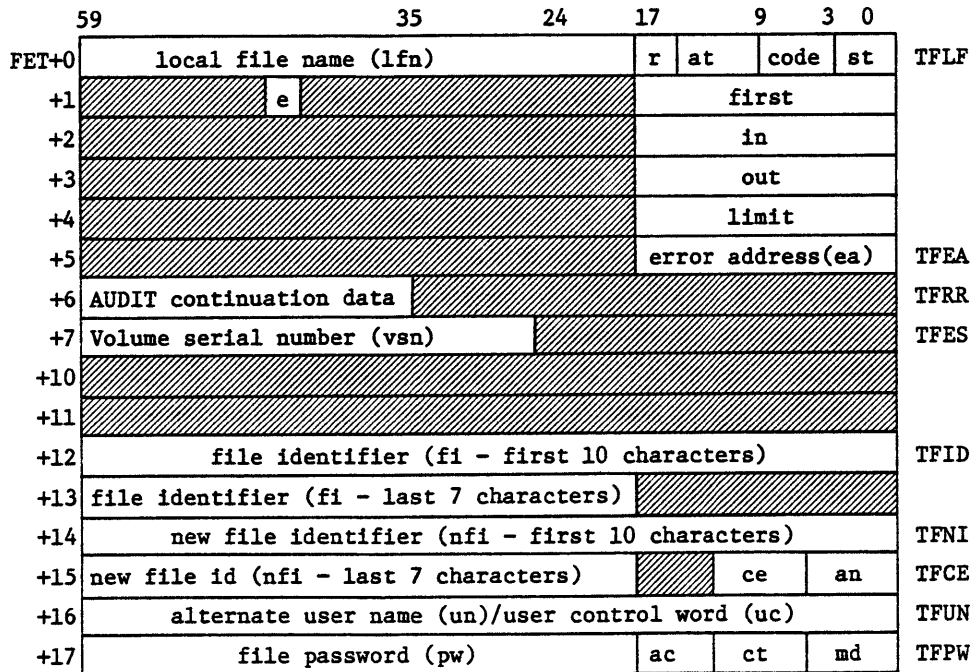 59 35 24 17 9 3 0
FET+0 local file name (lfn) r at code st TFLF
+1 e first
+2 in
+3 out
+4 limit
+5 error address(ea) TFEA
+6 AUDIT continuation data TFRR
+7 Volume serial number (vsn) TFES
+10
+11
+12 file identifier (fi - first 10 characters) TFID
+13 file identifier (fi - last 7 characters)
+14 new file identifier (nfi - first 10 characters) TFNI
+15 new file id (nfi - last 7 characters) ce an TFCE
+16 alternate user name (un)/user control word (uc) TFUN
+17 file password (pw) ac ct md TFPW